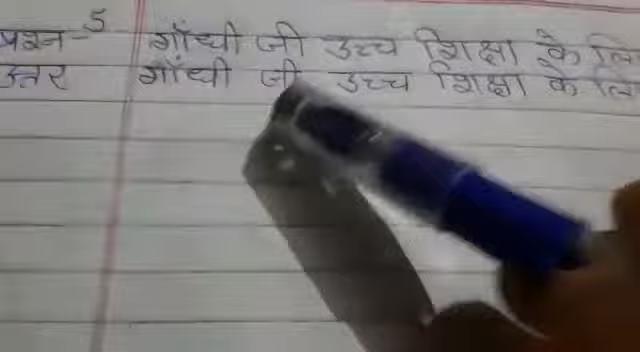 प्रश्न-5 गाँधी जी उच्च शिक्षा के
उत्तर गाँधी जी उच्च शिक्षा के